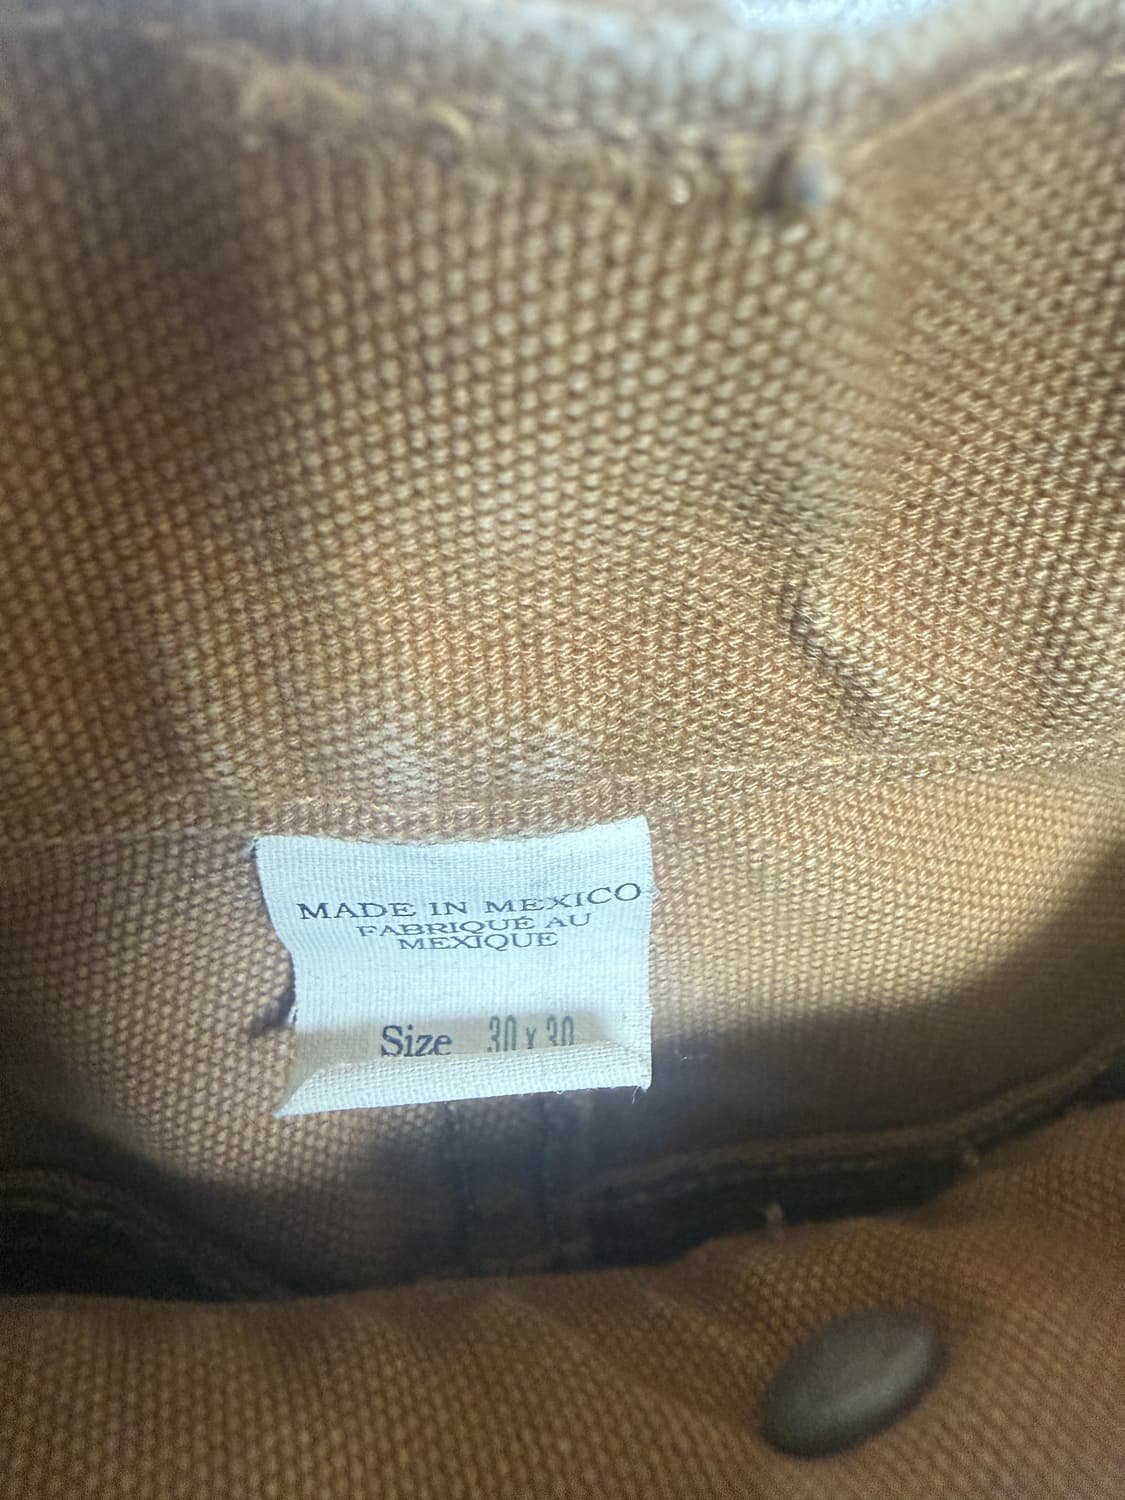 MADE IN MEXICO
FABRIQUÉ AU
MEXIQUE
Size 30 x 30